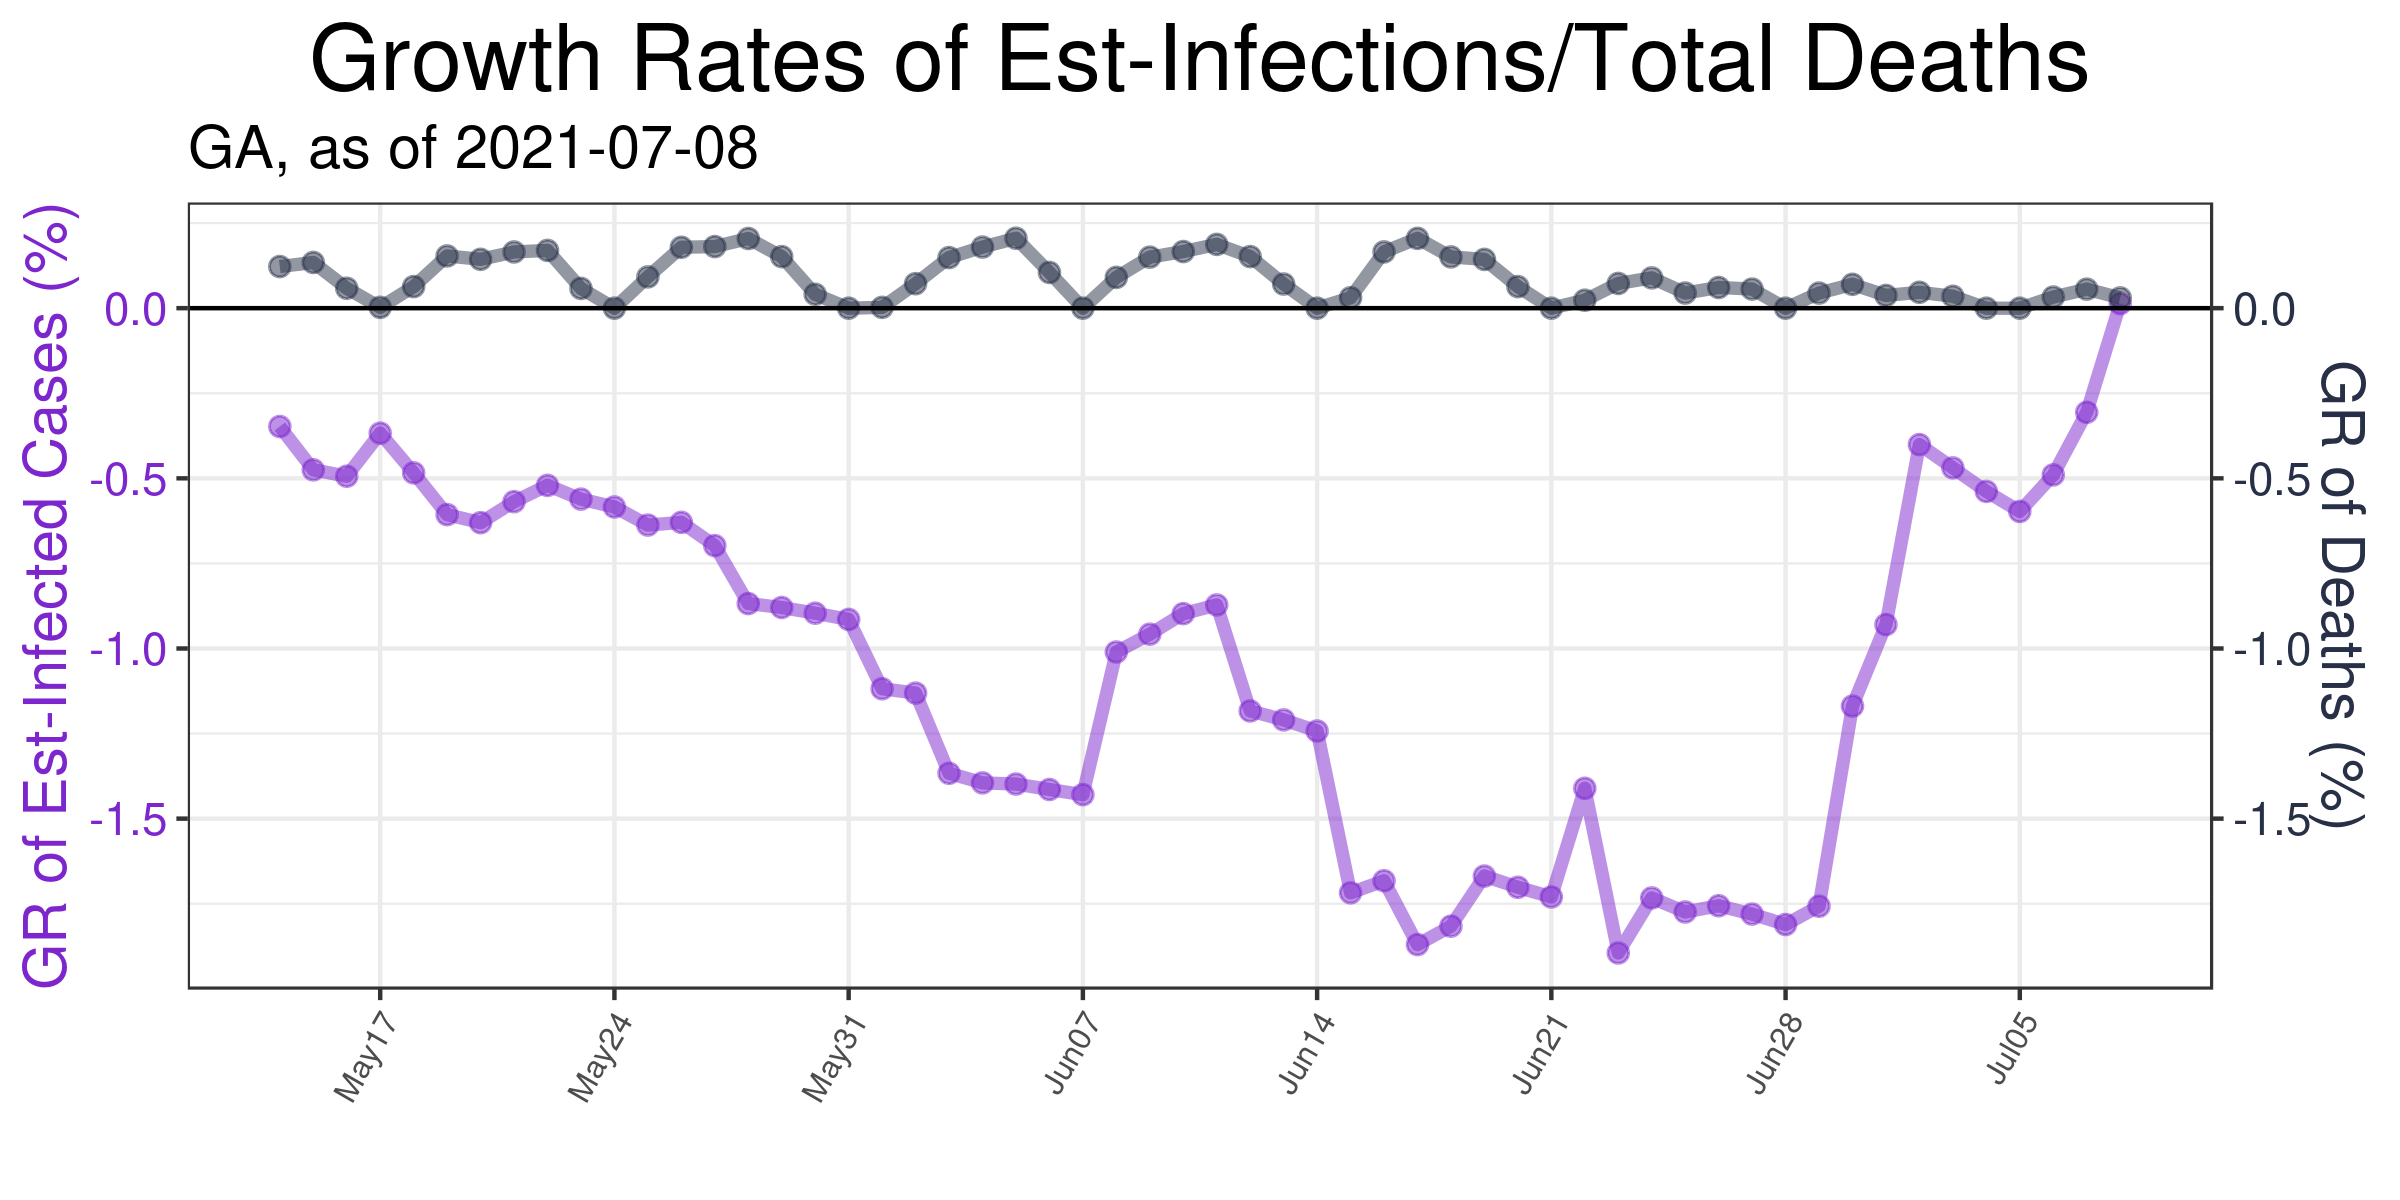 Growth Rates of Est-Infections/Total Deaths
GA, as of 2021-07-08
GR of Est-Infected Cases (%)
0.0
-0.5
-1.0
-1.5
0.0
-0.5
-1.0
-1.5
GR of Deaths (%)
May17
May24
May31
Jun07
Jun14
Jun21
Jun28
Jul05